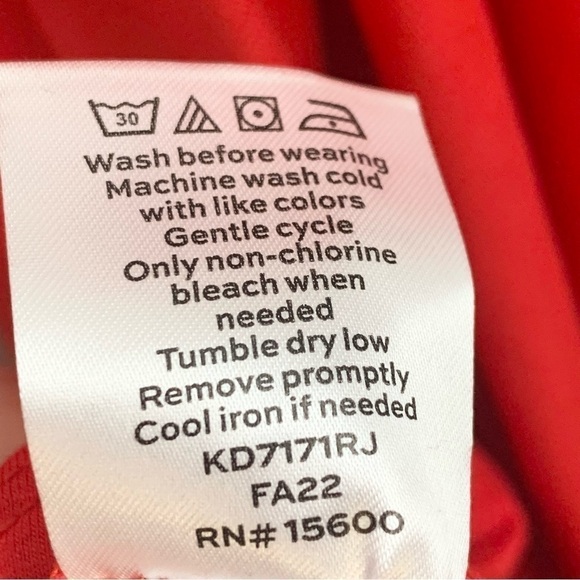 30
Wash before wearing
Machine wash cold
with like colors
Gentle cycle
Only non-chlorine
bleach when
needed
Tumble dry low
Remove promptly
Cool iron if needed
KD7171RJ
FA22
RN# 15600